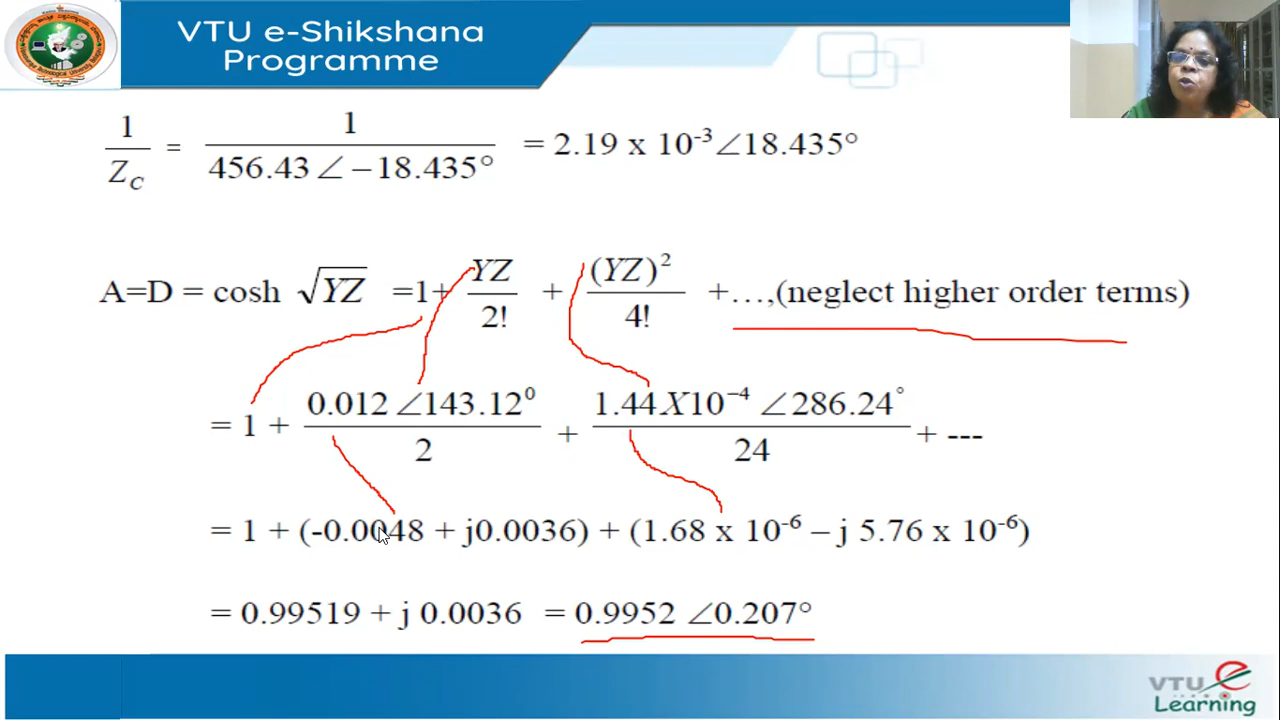 VTU e-Shikshana
Programme
1/Z_C = 1/(456.43 ∠ −18.435°) = 2.19 x 10⁻³ ∠18.435°
A=D = cosh √YZ =1+ YZ/2! + (YZ)²/4! +…,(neglect higher order terms)
= 1 + 0.012 ∠143.12⁰/2 + 1.44X10⁻⁴ ∠286.24°/24 + ---
= 1 + (-0.0048 + j0.0036) + (1.68 x 10⁻⁶ – j 5.76 x 10⁻⁶)
= 0.99519 + j 0.0036 = 0.9952 ∠0.207°
VTU e
Learning